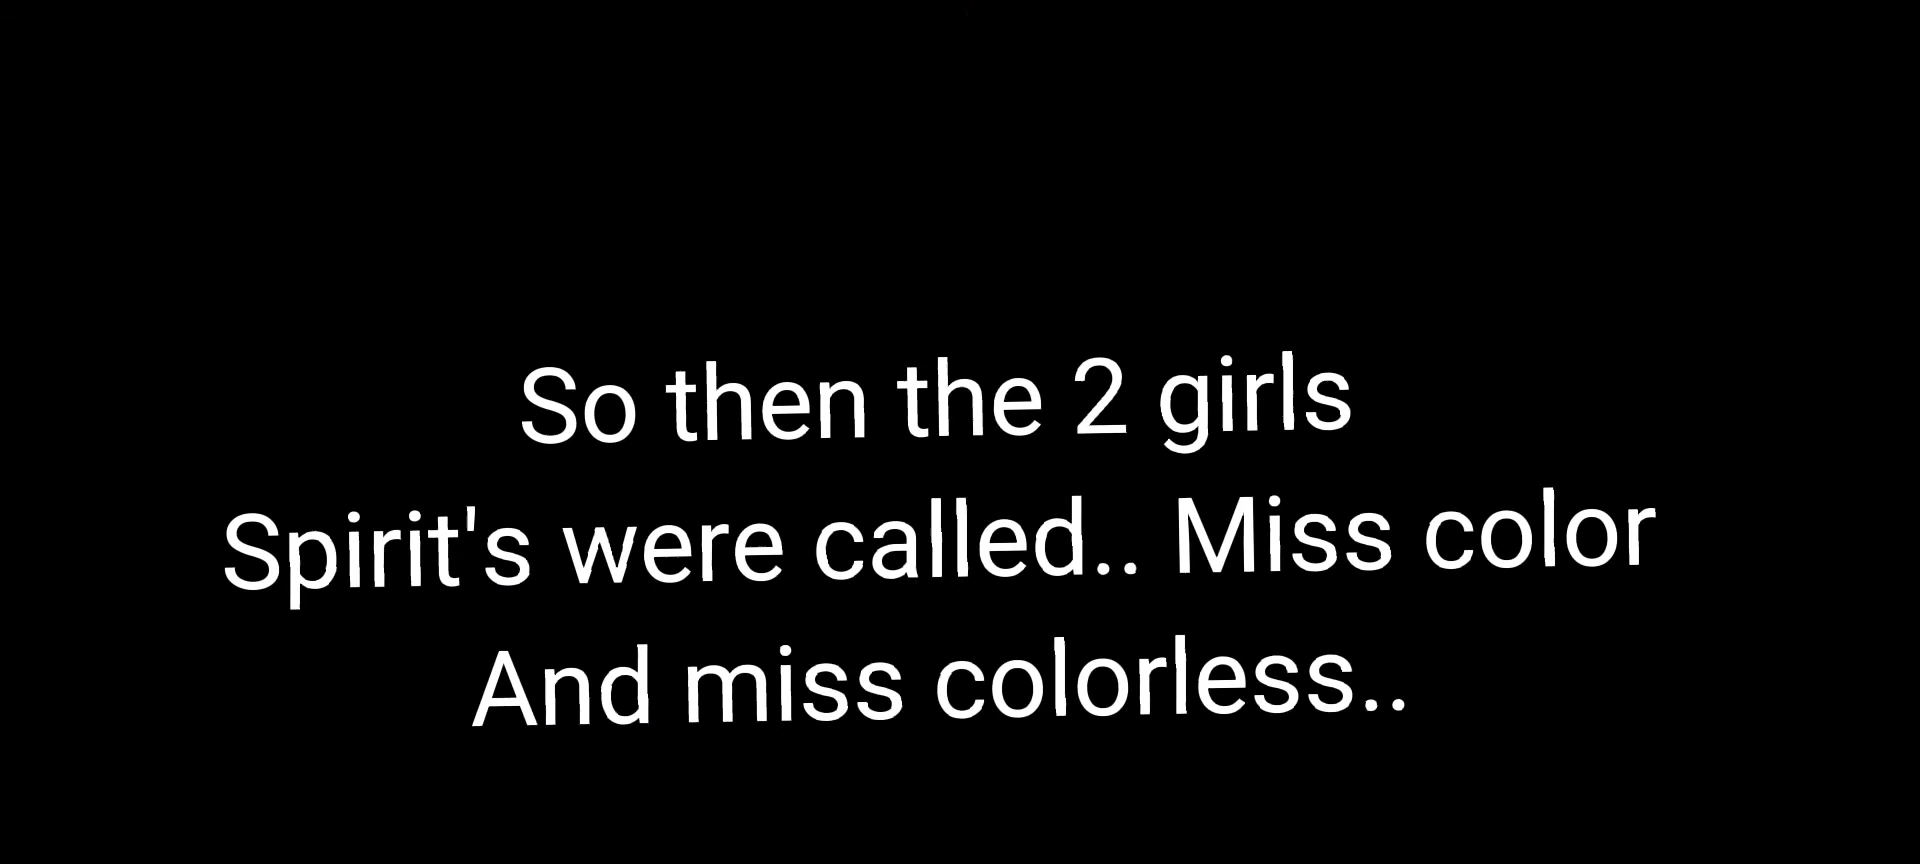 So then the 2 girls
Spirit's were called.. Miss color
And miss colorless..